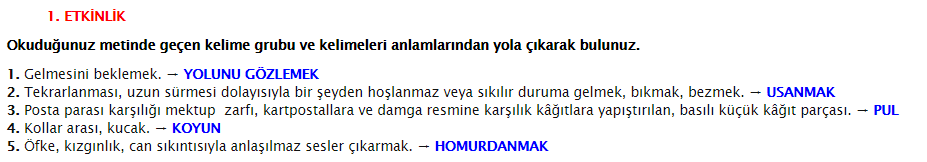 1. ETKİNLİK
Okuduğunuz metinde geçen kelime grubu ve kelimeleri anlamlarından yola çıkarak bulunuz.
1. Gelmesini beklemek. → YOLUNU GÖZLEMEK
2. Tekrarlanması, uzun sürmesi dolayısıyla bir şeyden hoşlanmaz veya sıkılır duruma gelmek, bıkmak, bezmek. → USANMAK
3. Posta parası karşılığı mektup zarfı, kartpostallara ve damga resmine karşılık kâğıtlara yapıştırılan, basılı küçük kâğıt parçası. → PUL
4. Kollar arası, kucak. → KOYUN
5. Öfke, kızgınlık, can sıkıntısıyla anlaşılmaz sesler çıkarmak. → HOMURDANMAK